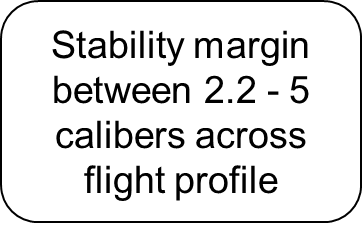 Stability margin
between 2.2 - 5
calibers across
flight profile